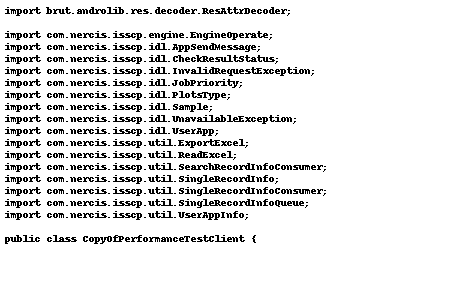 import brut.androlib.res.decoder.ResAttrDecoder;
import com.nercis.isscp.engine.EngineOperate;
import com.nercis.isscp.idl.AppSendMessage;
import com.nercis.isscp.idl.CheckResultStatus;
import com.nercis.isscp.idl.InvalidRequestException;
import com.nercis.isscp.idl.JobPriority;
import com.nercis.isscp.idl.PlotsType;
import com.nercis.isscp.idl.Sample;
import com.nercis.isscp.idl.UnavailableException;
import com.nercis.isscp.idl.UserApp;
import com.nercis.isscp.util.ExportExcel;
import com.nercis.isscp.util.ReadExcel;
import com.nercis.isscp.util.SearchRecordInfoConsumer;
import com.nercis.isscp.util.SingleRecordInfo;
import com.nercis.isscp.util.SingleRecordInfoConsumer;
import com.nercis.isscp.util.SingleRecordInfoQueue;
import com.nercis.isscp.util.UserAppInfo;
public class CopyOfPerformanceTestClient {